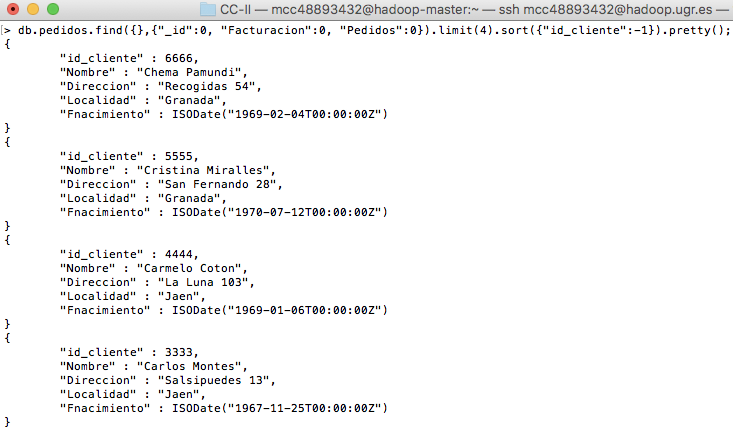 CC-II — mcc48893432@hadoop-master:~ — ssh mcc48893432@hadoop.ugr.es —
[> db.pedidos.find({},{"_id":0, "Facturacion":0, "Pedidos":0}).limit(4).sort({"id_cliente":-1}).pretty();
{
        "id_cliente" : 6666,
        "Nombre" : "Chema Pamundi",
        "Direccion" : "Recogidas 54",
        "Localidad" : "Granada",
        "Fnacimiento" : ISODate("1969-02-04T00:00:00Z")
}
{
        "id_cliente" : 5555,
        "Nombre" : "Cristina Miralles",
        "Direccion" : "San Fernando 28",
        "Localidad" : "Granada",
        "Fnacimiento" : ISODate("1970-07-12T00:00:00Z")
}
{
        "id_cliente" : 4444,
        "Nombre" : "Carmelo Coton",
        "Direccion" : "La Luna 103",
        "Localidad" : "Jaen",
        "Fnacimiento" : ISODate("1969-01-06T00:00:00Z")
}
{
        "id_cliente" : 3333,
        "Nombre" : "Carlos Montes",
        "Direccion" : "Salsipuedes 13",
        "Localidad" : "Jaen",
        "Fnacimiento" : ISODate("1967-11-25T00:00:00Z")
}